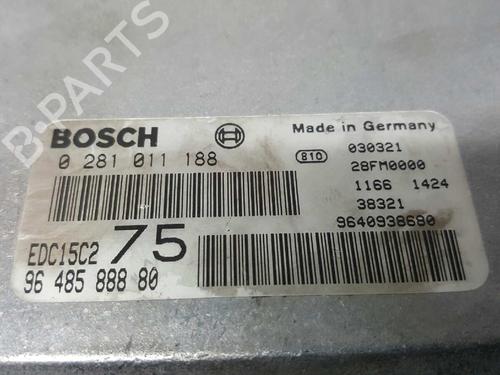 BOSCH
0 281 011 188
EDC15C2 75
96 485 888 80
Made in Germany
810 030321
28FM0000
1166 1424
38321
9640938680
B-PARTS